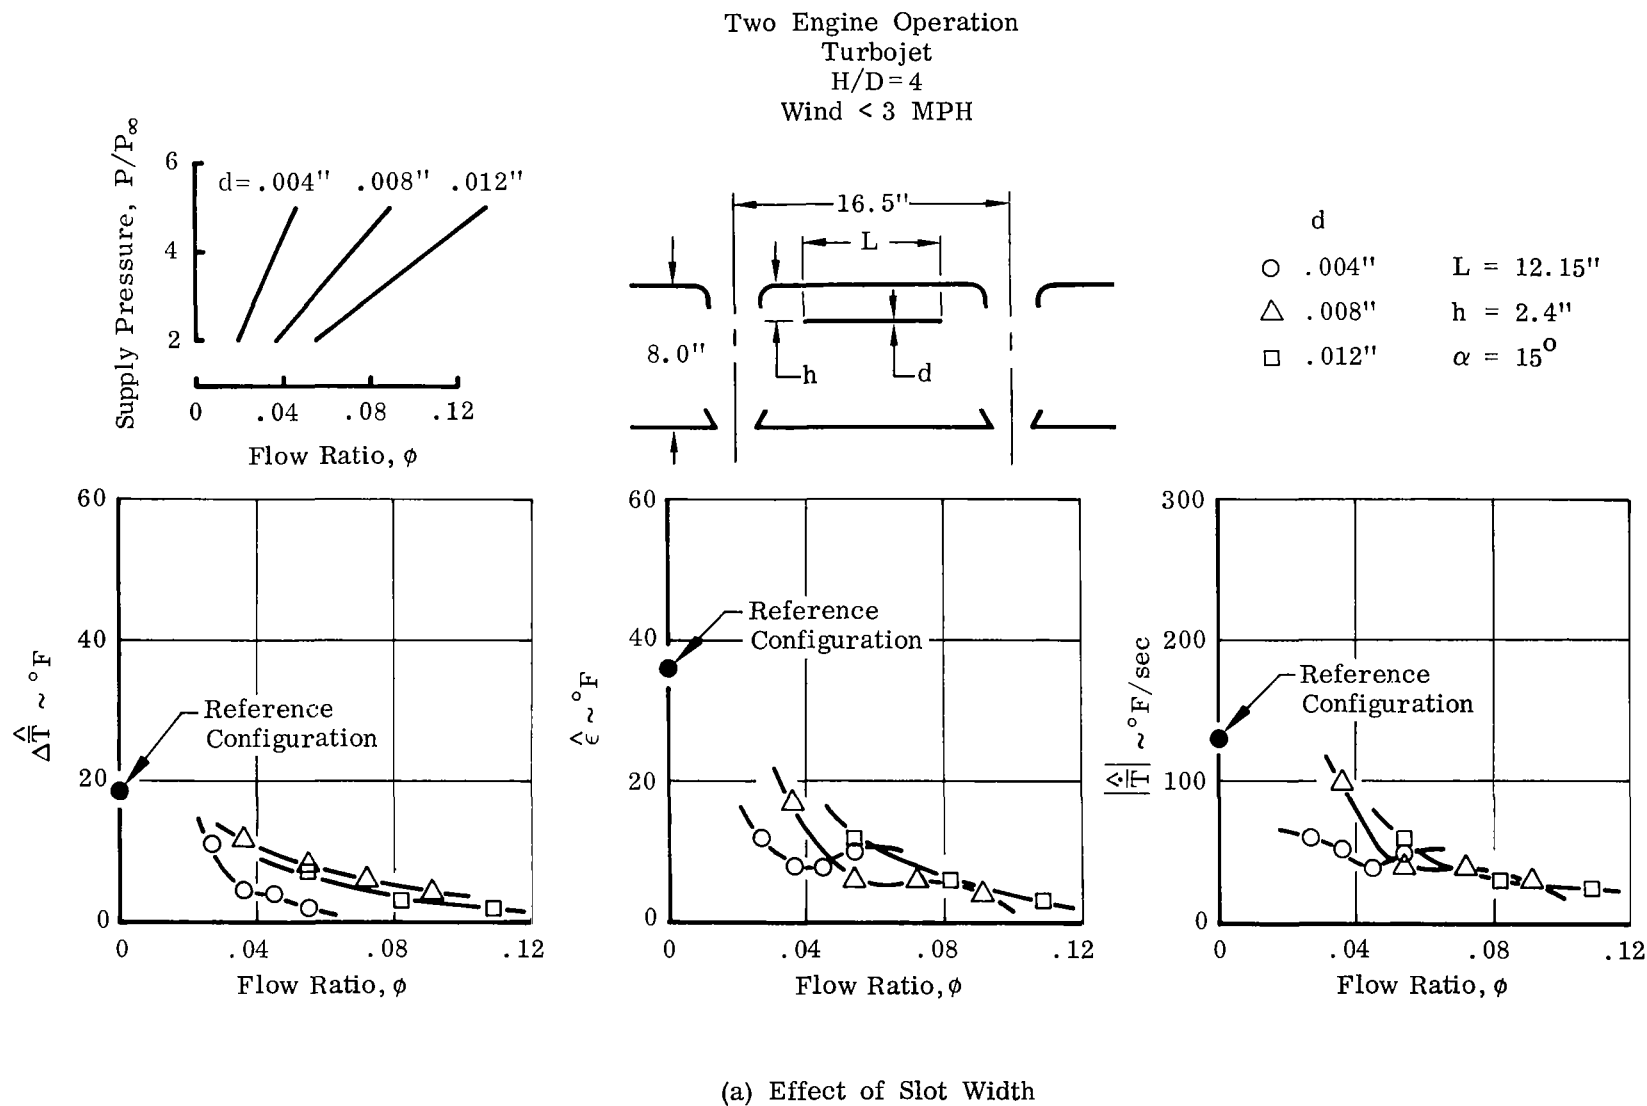 Two Engine Operation
Turbojet
H/D=4
Wind < 3 MPH
Supply Pressure, P/P∞
6
4
2
d= .004" .008" .012"
0 .04 .08 .12
Flow Ratio, φ
16.5"
L
8.0"
h
d
d
.004" L = 12.15"
.008" h = 2.4"
.012" α = 15°
60
40
20
0
~ °F
Reference
Configuration
0 .04 .08 .12
Flow Ratio, φ
60
40
20
0
ε̂ ~ °F
Reference
Configuration
0 .04 .08 .12
Flow Ratio, φ
300
200
100
0
~ °F/sec
Reference
Configuration
0 .04 .08 .12
Flow Ratio, φ
(a) Effect of Slot Width